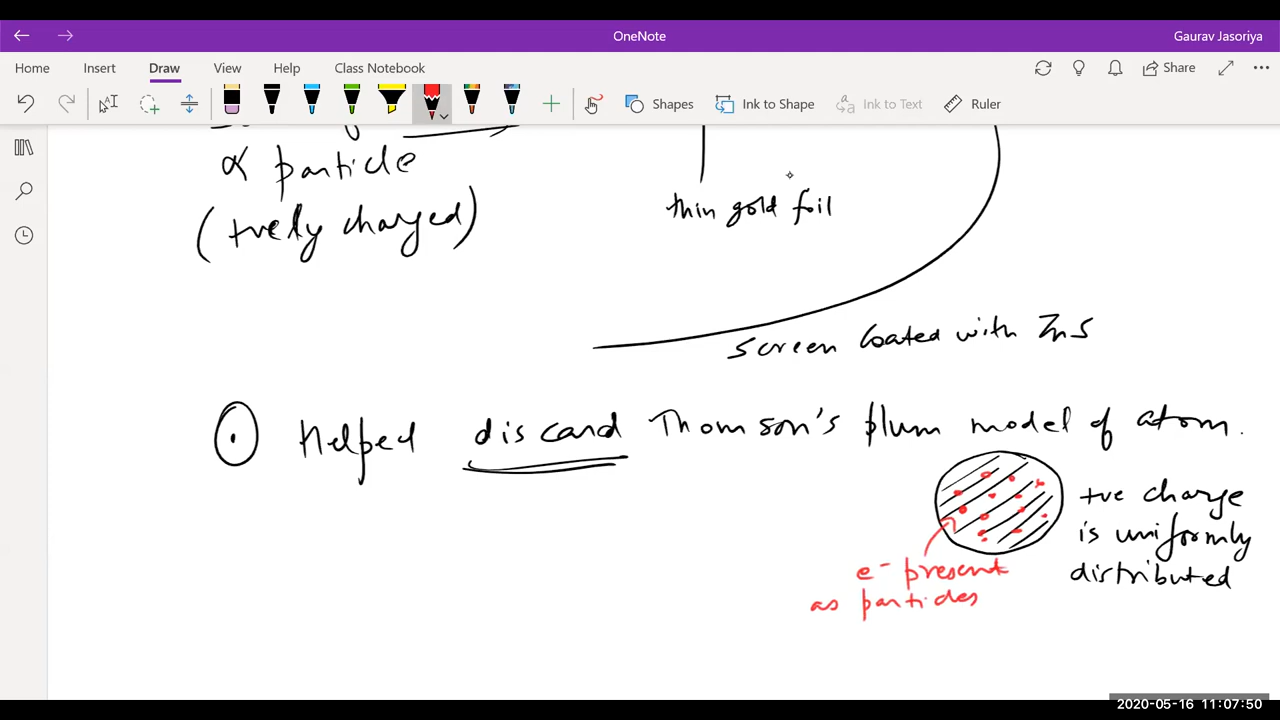 OneNote
Gaurav Jasoriya
Home Insert Draw View Help Class Notebook
Share
Shapes Ink to Shape Ink to Text Ruler
α particle
(+vely charged)
thin gold foil
Screen coated with ZnS
Helped discard Thomson's plum model of atom.
+ve charge
is uniformly
distributed
e- present
as particles
2020-05-16 11:07:50